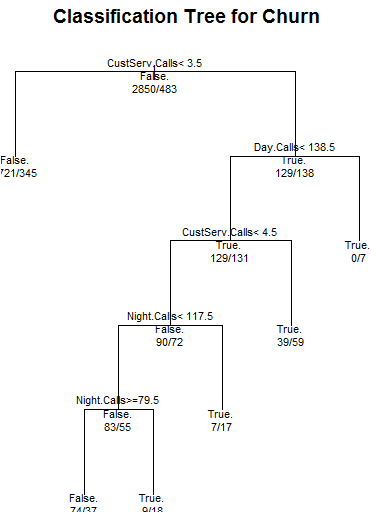 Classification Tree for Churn
CustServ.Calls< 3.5
False.
2850/483
Day.Calls< 138.5
False.
721/345
True.
129/138
CustServ.Calls< 4.5
True.
129/131
True.
0/7
Night.Calls< 117.5
False.
90/72
True.
39/59
Night.Calls>=79.5
False.
83/55
True.
7/17
False.
74/37
True.
9/18